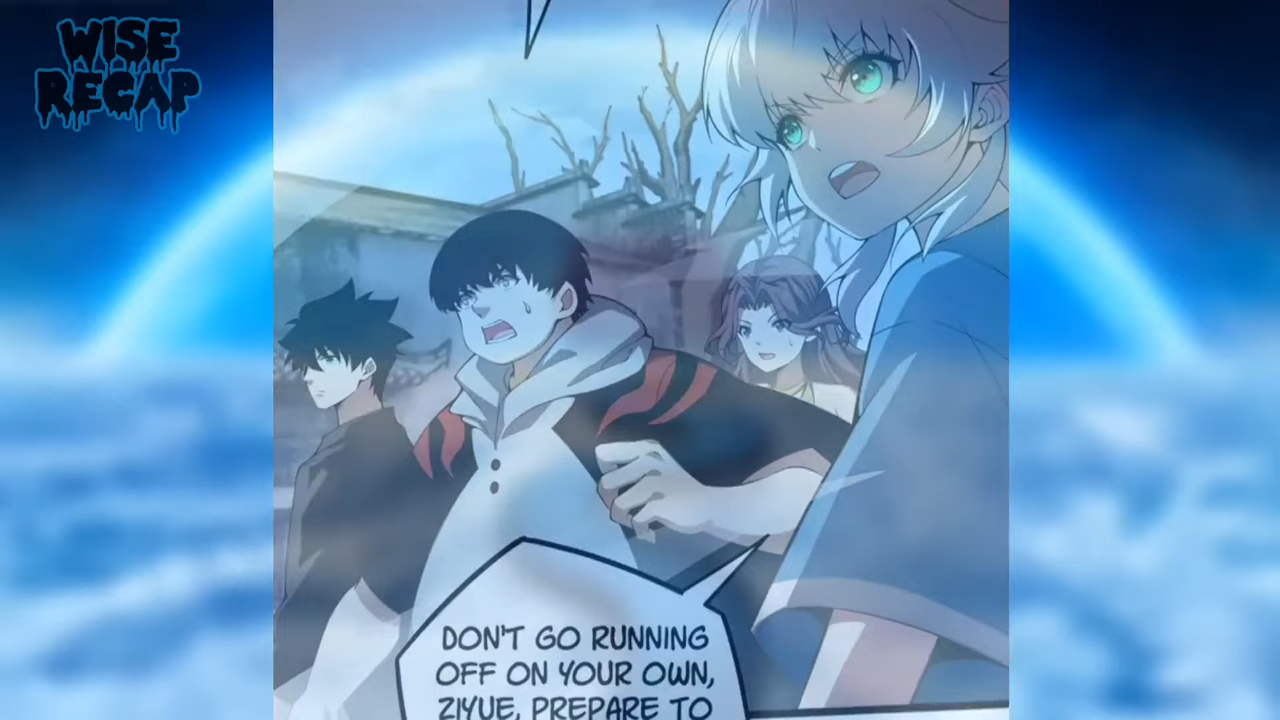 WISE
RECAP
DON'T GO RUNNING
OFF ON YOUR OWN,
ZIYUE, PREPARE TO